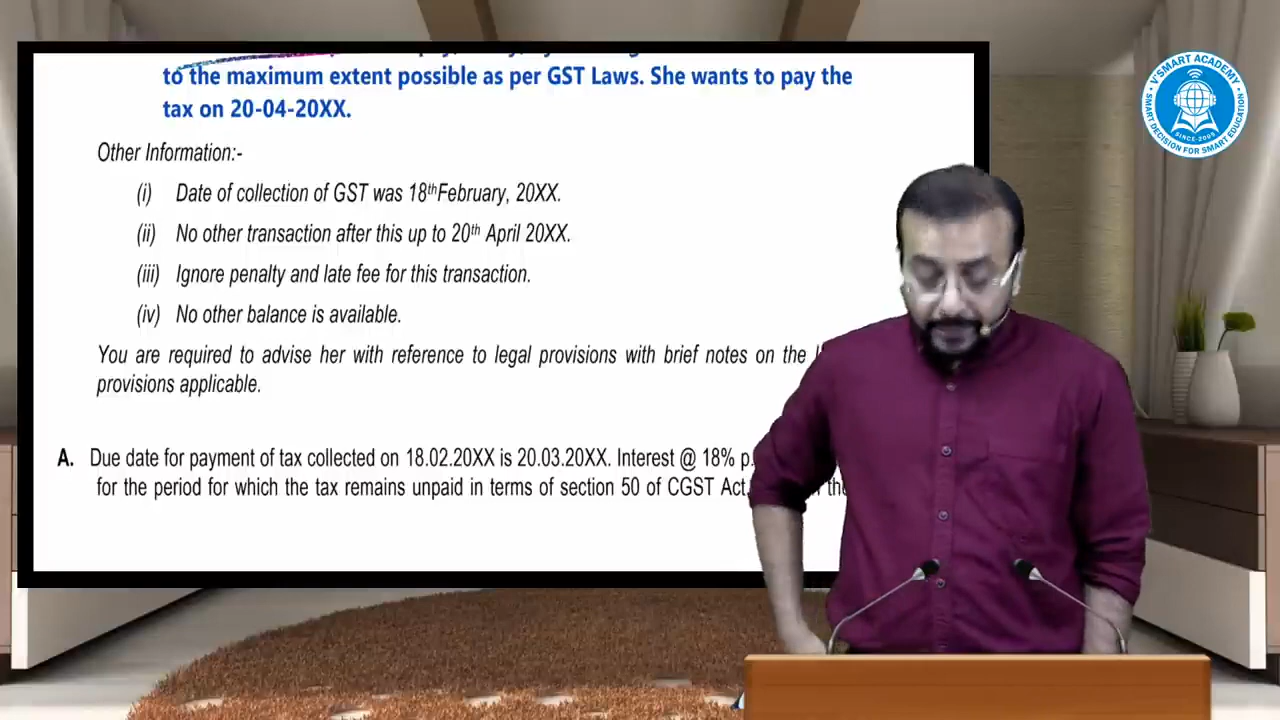 to the maximum extent possible as per GST Laws. She wants to pay the
tax on 20-04-20XX.
Other Information:-
(i) Date of collection of GST was 18thFebruary, 20XX.
(ii) No other transaction after this up to 20th April 20XX.
(iii) Ignore penalty and late fee for this transaction.
(iv) No other balance is available.
You are required to advise her with reference to legal provisions with brief notes on the
provisions applicable.
A. Due date for payment of tax collected on 18.02.20XX is 20.03.20XX. Interest @ 18% p.
for the period for which the tax remains unpaid in terms of section 50 of CGST Act,
V'SMART ACADEMY
SMART DECISION FOR SMART EDUCATION